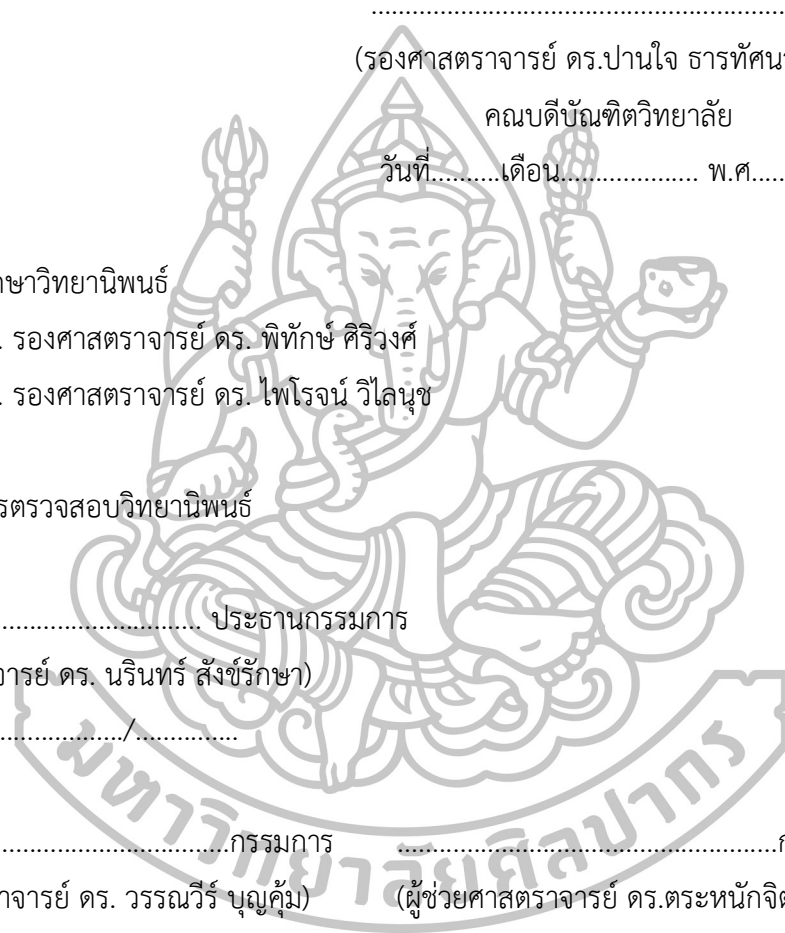 ................................................................
(รองศาสตราจารย์ ดร.ปานใจ ธารทัศน
คณบดีบัณฑิตวิทยาลัย
วันที่..........เดือน.................... พ.ศ......
กษาวิทยานิพนธ์
. รองศาสตราจารย์ ดร. พิทักษ์ ศิริวงศ์
. รองศาสตราจารย์ ดร. ไพโรจน์ วิไลนุช
รตรวจสอบวิทยานิพนธ์
................................ ประธานกรรมการ
จารย์ ดร. นรินทร์ สังข์รักษา)
..................../...............
....................................กรรมการ ........................................................ก
าจารย์ ดร. วรรณวีร์ บุญคุ้ม) (ผู้ช่วยศาสตราจารย์ ดร.ตระหนักจิต
มหาวิทยาลัยศิลปากร